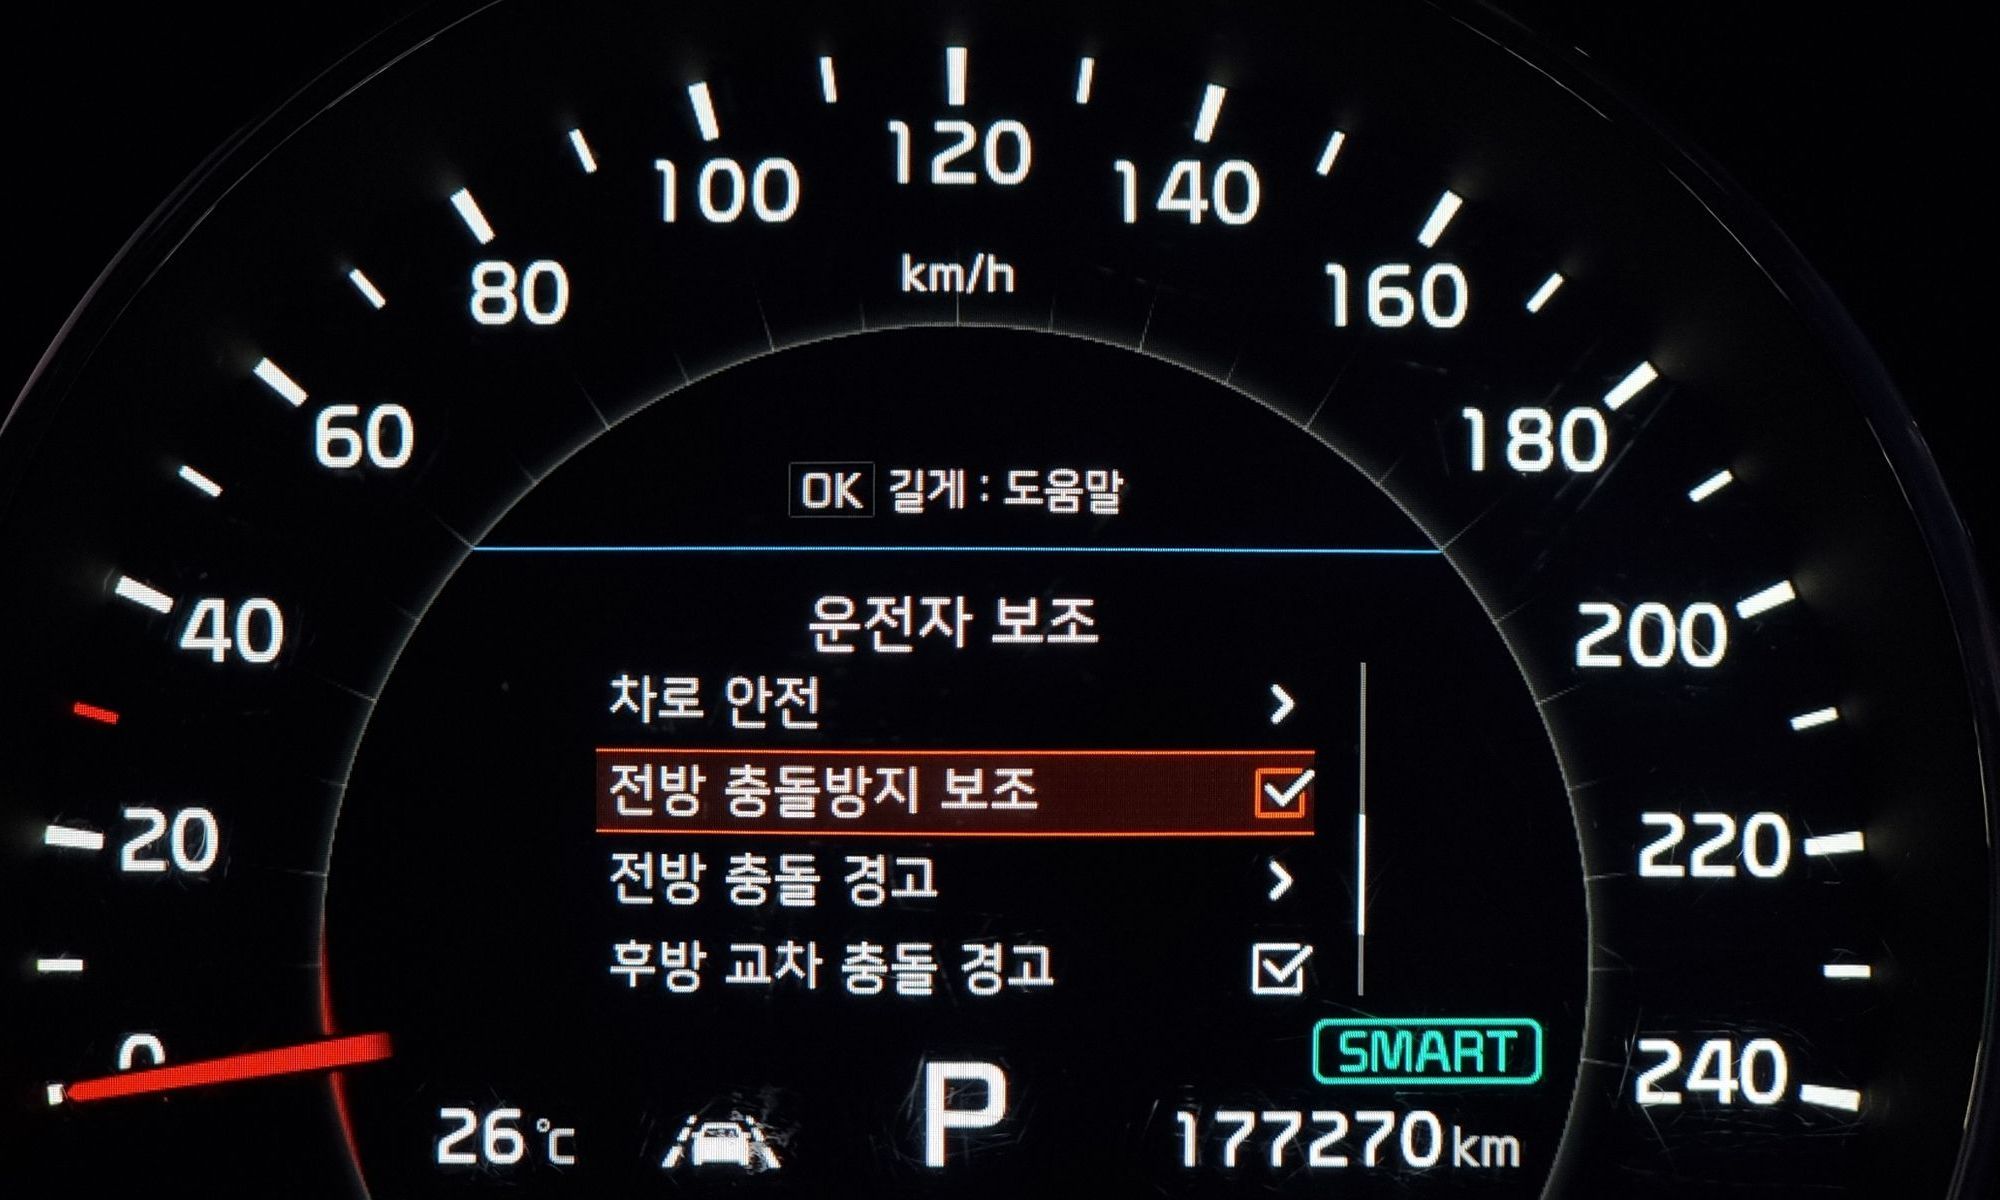 120
100
140
80
km/h
160
60
180
OK 길게 : 도움말
40
운전자 보조
200
차로 안전
전방 충돌방지 보조
20
220
전방 충돌 경고
후방 교차 충돌 경고
0
SMART
240
26 °C
P
177270 km